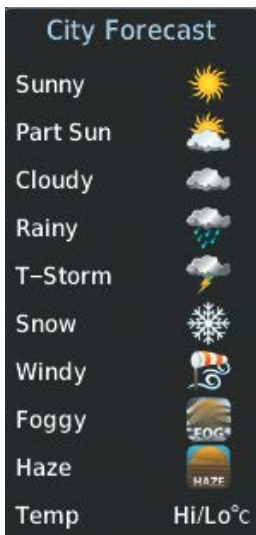 City Forecast
Sunny
Part Sun
Cloudy
Rainy
T-Storm
Snow
Windy
Foggy FOG
Haze HAZE
Temp Hi/Lo°C